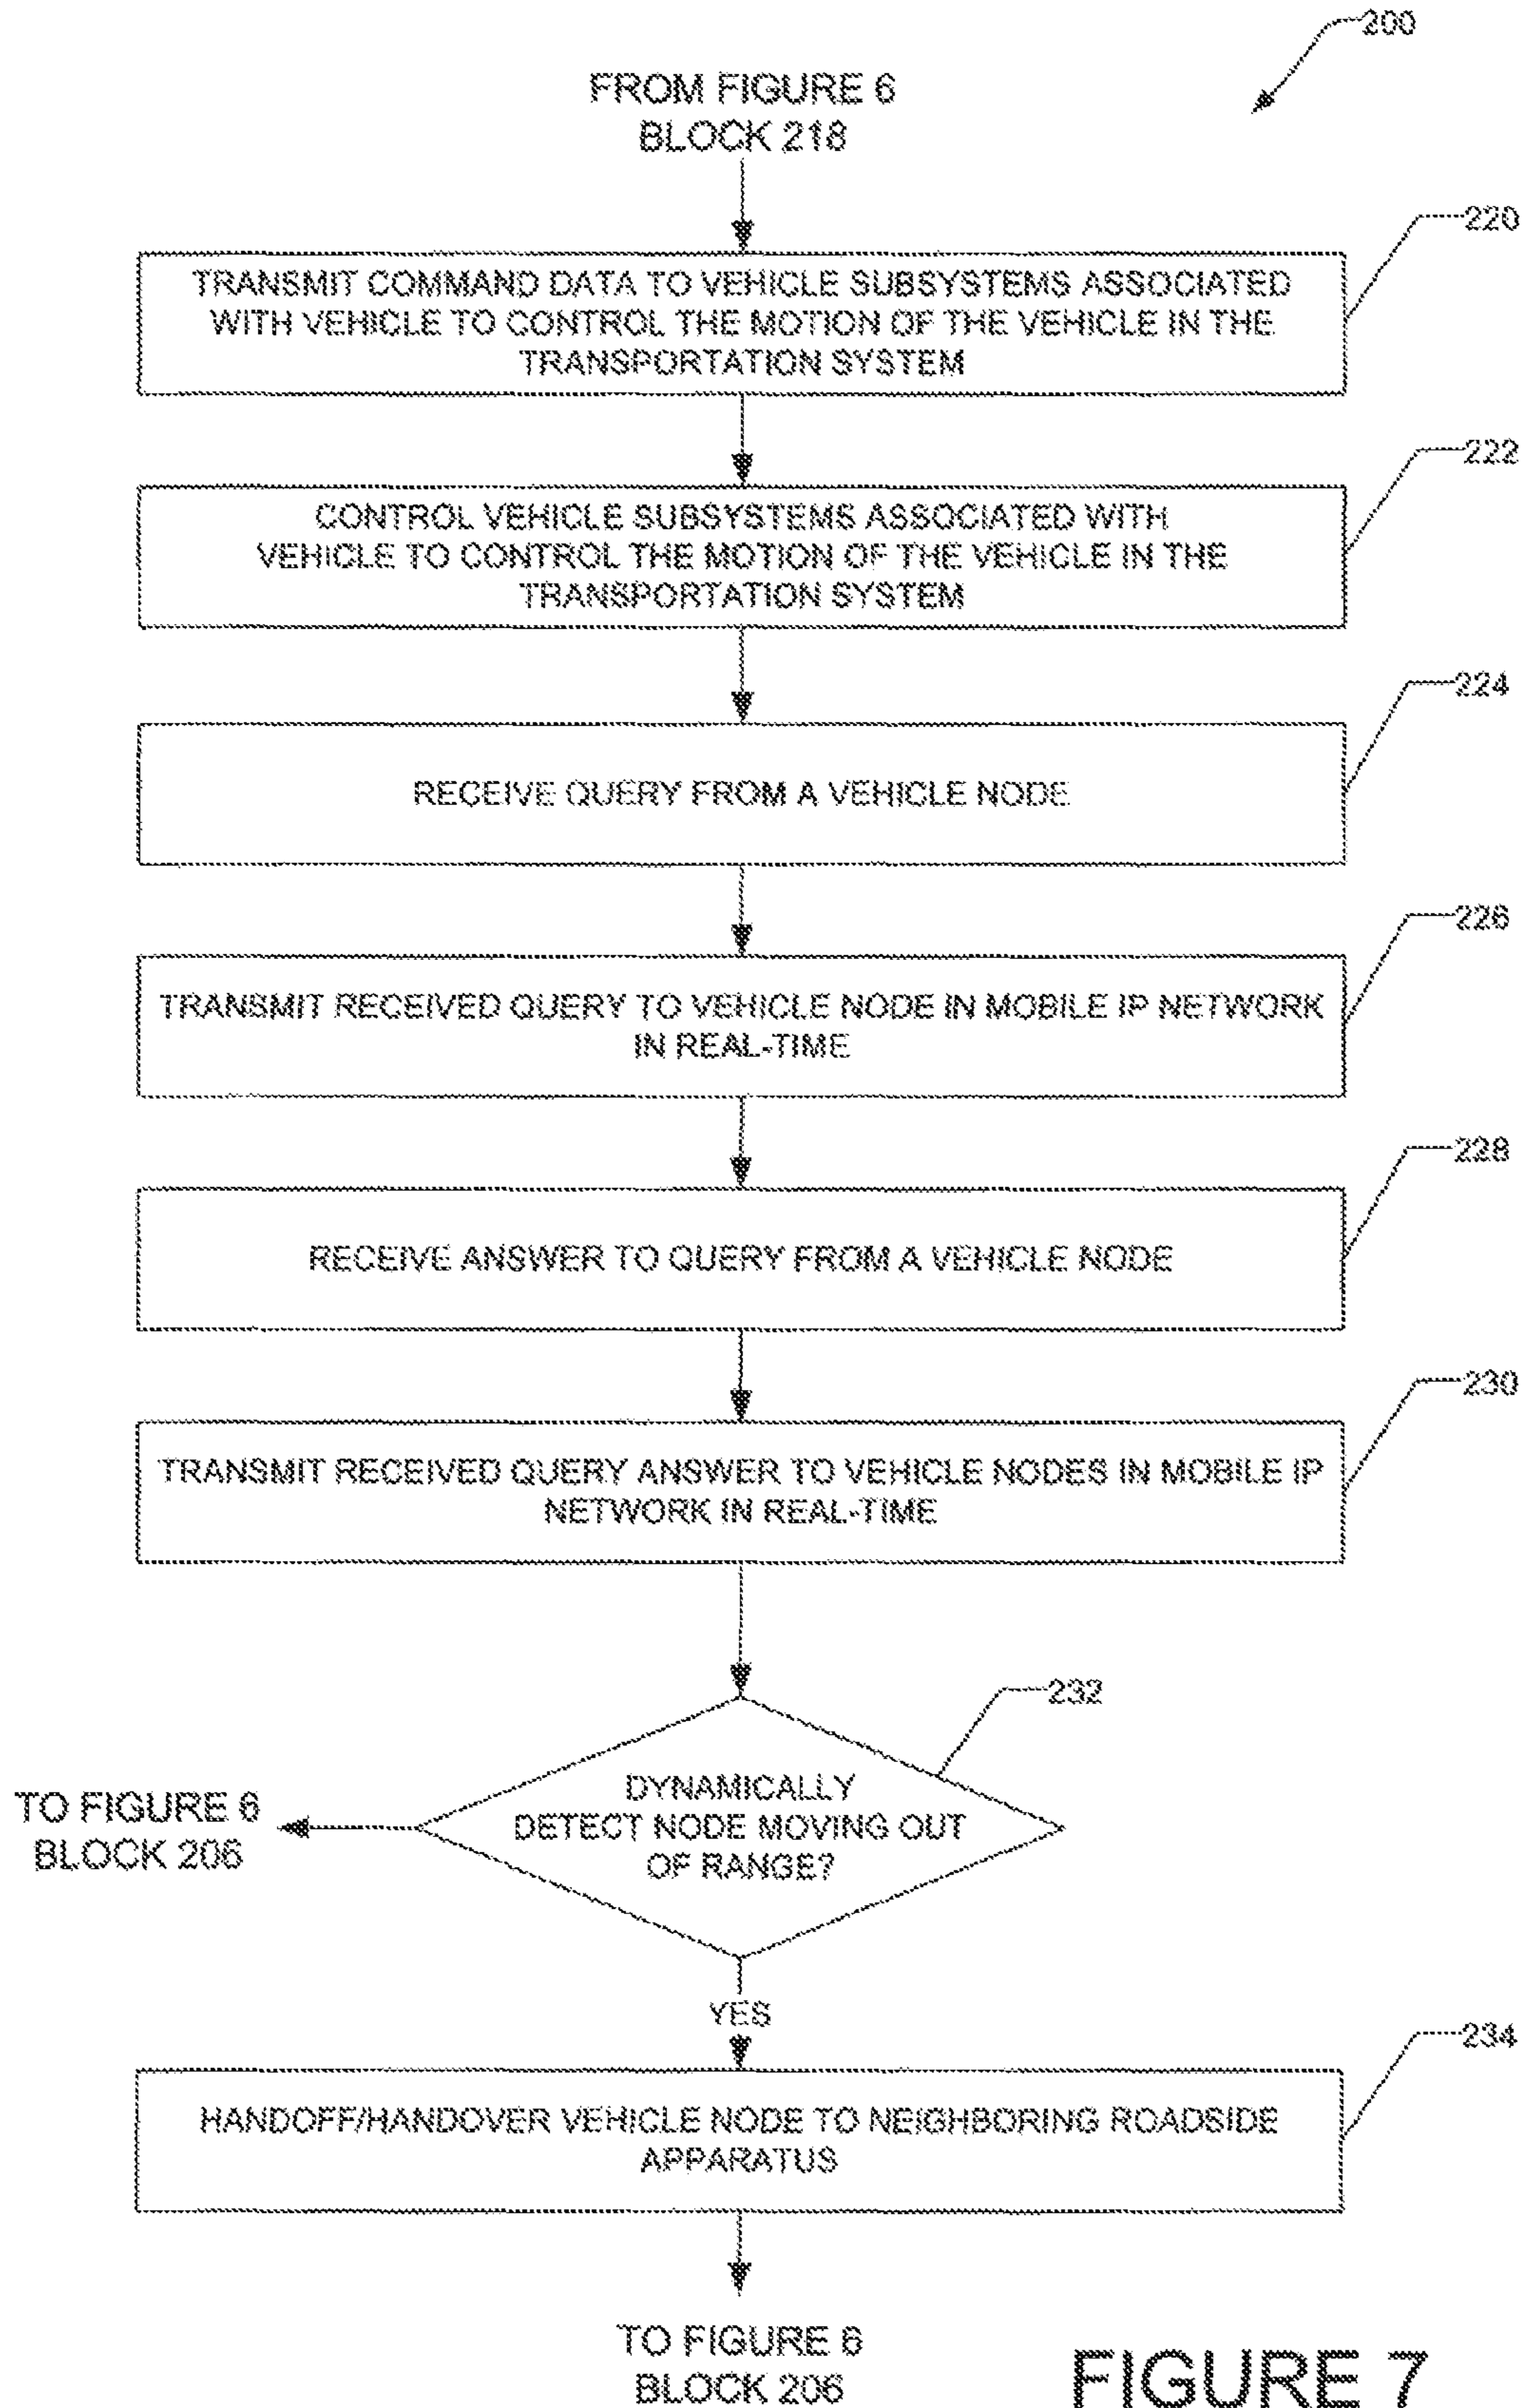 200
FROM FIGURE 6
BLOCK 218
220
TRANSMIT COMMAND DATA TO VEHICLE SUBSYSTEMS ASSOCIATED
WITH VEHICLE TO CONTROL THE MOTION OF THE VEHICLE IN THE
TRANSPORTATION SYSTEM
222
CONTROL VEHICLE SUBSYSTEMS ASSOCIATED WITH
VEHICLE TO CONTROL THE MOTION OF THE VEHICLE IN THE
TRANSPORTATION SYSTEM
224
RECEIVE QUERY FROM A VEHICLE NODE
226
TRANSMIT RECEIVED QUERY TO VEHICLE NODE IN MOBILE IP NETWORK
IN REAL-TIME
228
RECEIVE ANSWER TO QUERY FROM A VEHICLE NODE
230
TRANSMIT RECEIVED QUERY ANSWER TO VEHICLE NODES IN MOBILE IP
NETWORK IN REAL-TIME
232
DYNAMICALLY
DETECT NODE MOVING OUT
OF RANGE?
TO FIGURE 6
BLOCK 206
YES
234
HANDOFF/HANDOVER VEHICLE NODE TO NEIGHBORING ROADSIDE
APPARATUS
TO FIGURE 6
BLOCK 206
FIGURE 7